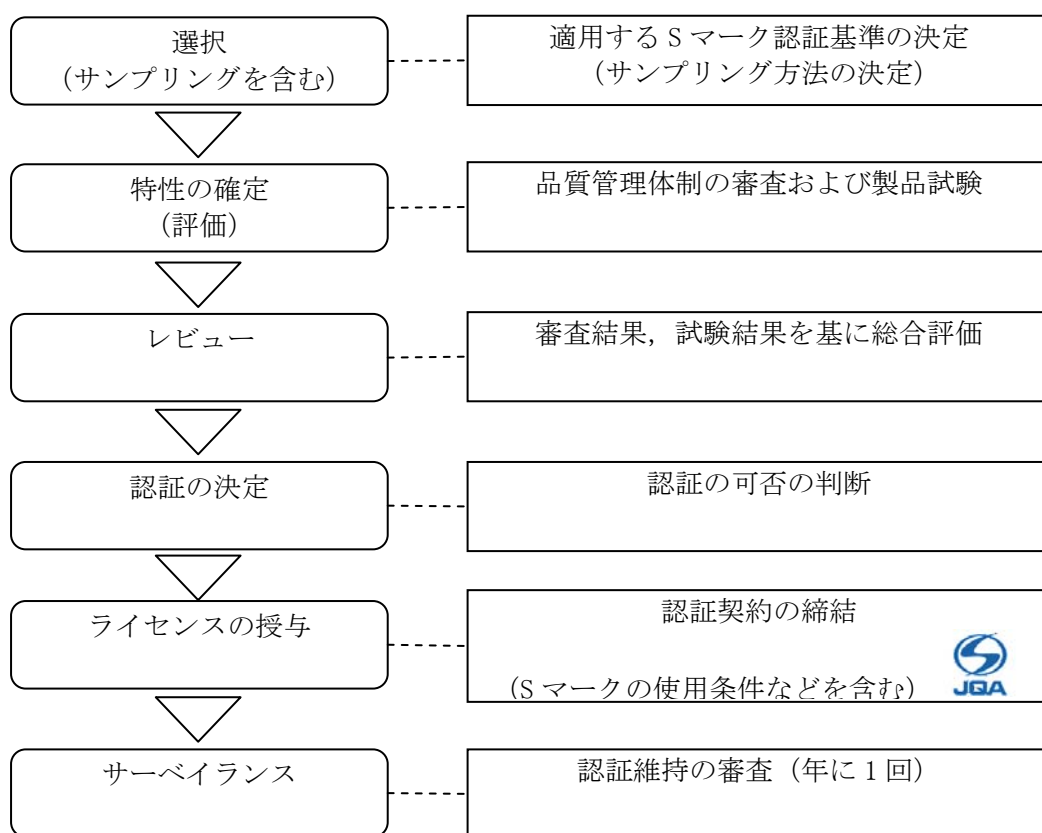 選択
（サンプリングを含む）
適用する S マーク認証基準の決定
（サンプリング方法の決定）
特性の確定
（評価）
品質管理体制の審査および製品試験
レビュー
審査結果，試験結果を基に総合評価
認証の決定
認証の可否の判断
ライセンスの授与
認証契約の締結
（S マークの使用条件などを含む）
JQA
サーベイランス
認証維持の審査（年に 1 回）